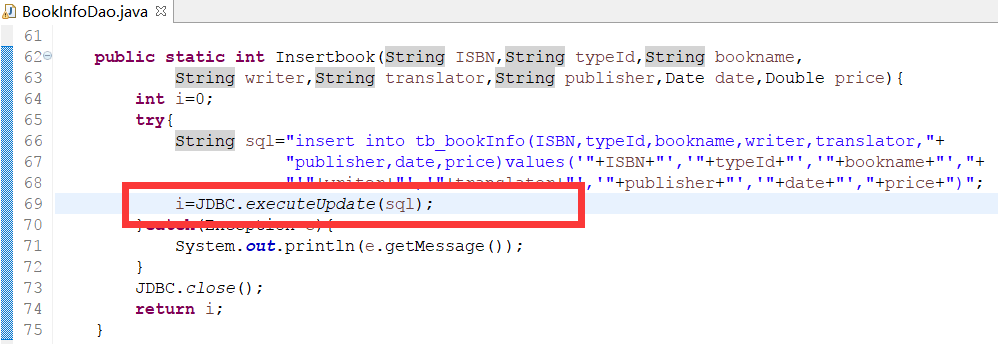 BookInfoDao.java
61
62 public static int Insertbook(String ISBN,String typeId,String bookname,
63 String writer,String translator,String publisher,Date date,Double price){
64 int i=0;
65 try{
66 String sql="insert into tb_bookInfo(ISBN,typeId,bookname,writer,translator,"+
67 "publisher,date,price)values('"+ISBN+"','"+typeId+"','"+bookname+"',"+
68 "'"+writer+"','"+translator+"','"+publisher+"','"+date+"',"+price+")";
69 i=JDBC.executeUpdate(sql);
70 }catch(Exception e){
71 System.out.println(e.getMessage());
72 }
73 JDBC.close();
74 return i;
75 }